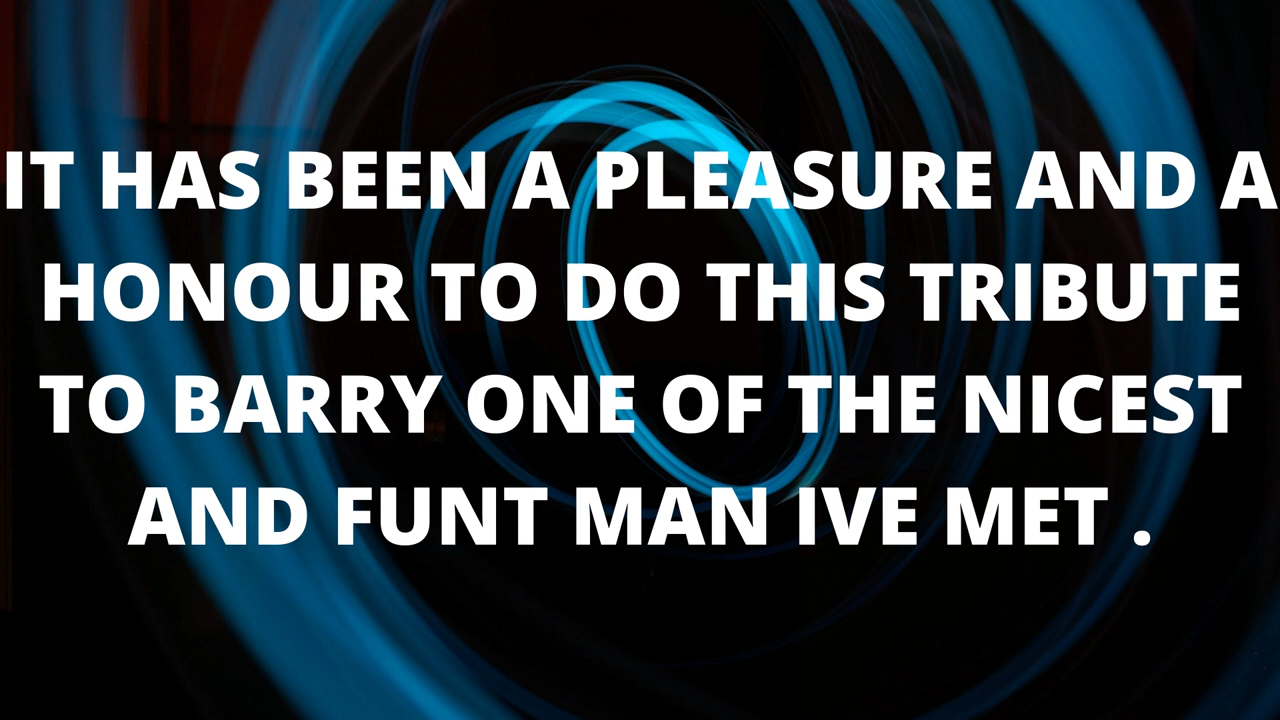 IT HAS BEEN A PLEASURE AND A
HONOUR TO DO THIS TRIBUTE
TO BARRY ONE OF THE NICEST
AND FUNT MAN IVE MET .